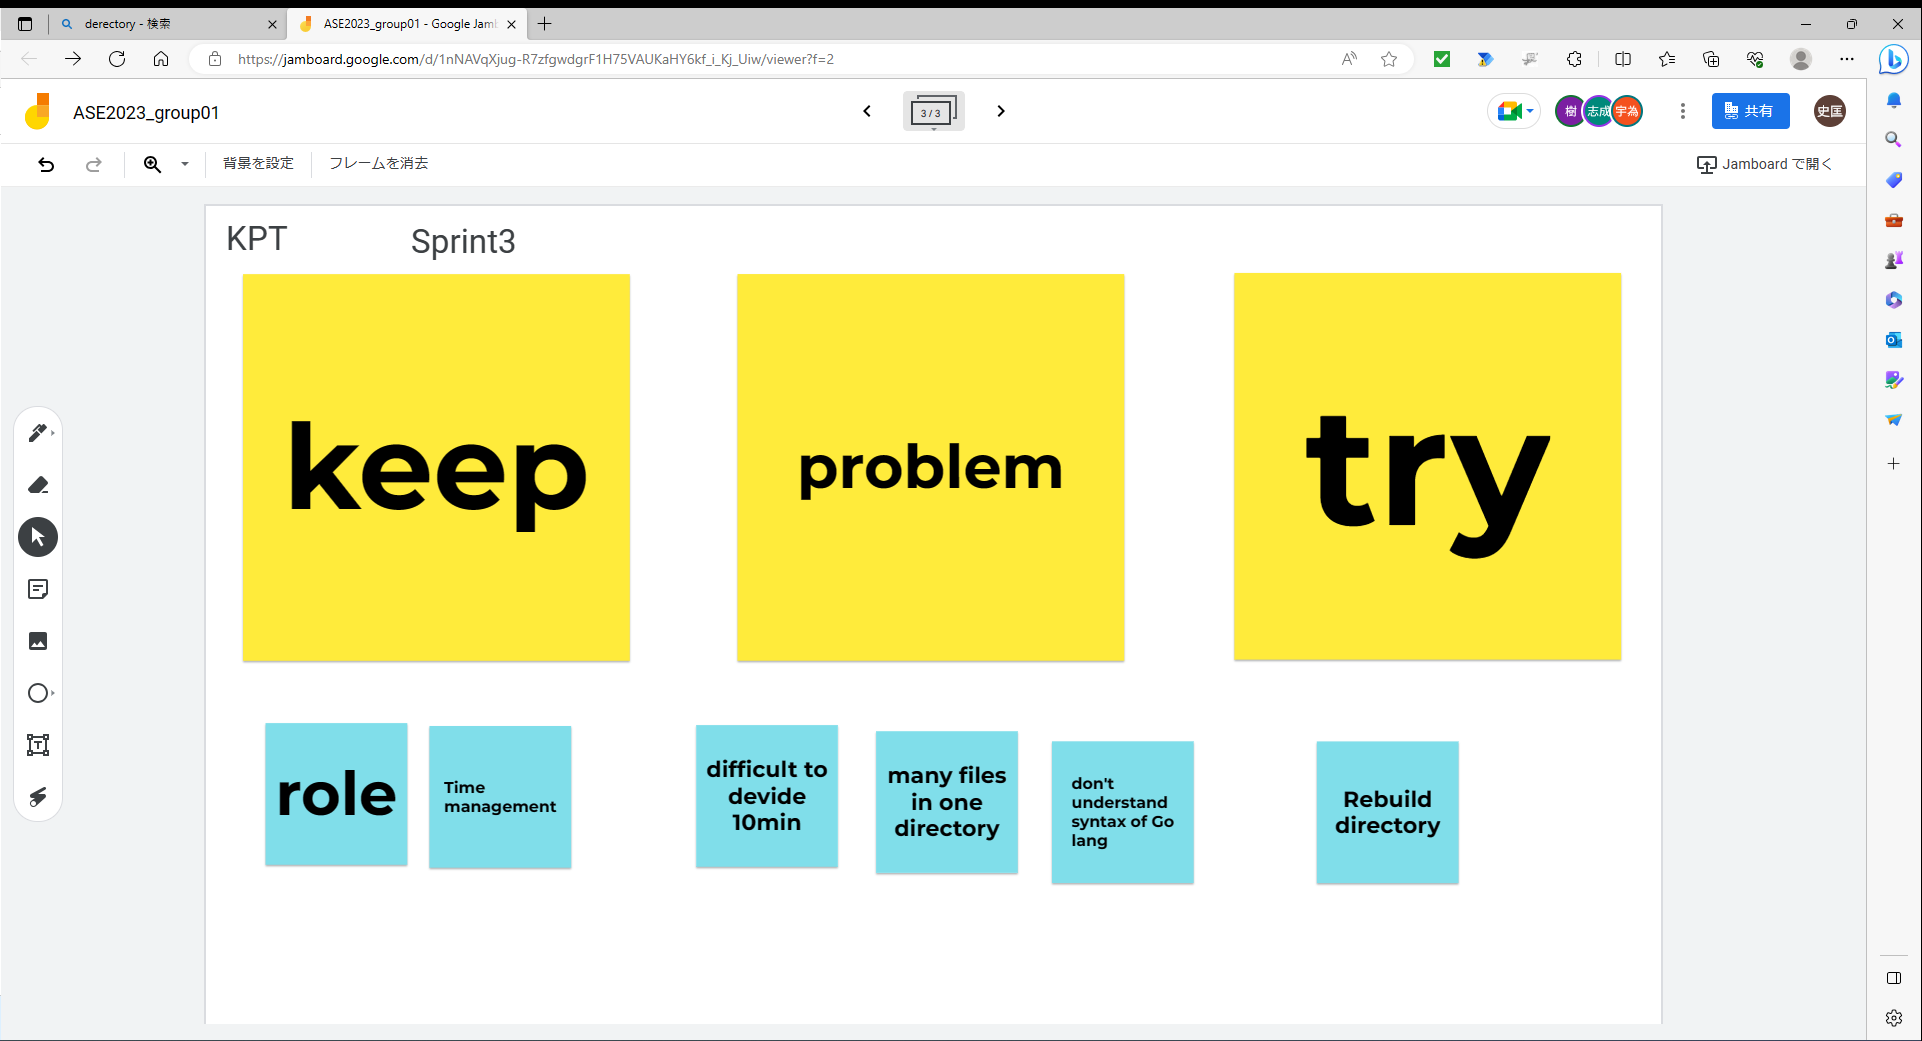 derectory - 検索
ASE2023_group01 - Google Jam
https://jamboard.google.com/d/1nNAVqXjug-R7zfgwdgrF1H75VAUKaHY6kf_i_Kj_Uiw/viewer?f=2
ASE2023_group01
3 / 3
樹
志成
宇為
共有
史匡
背景を設定
フレームを消去
Jamboard で開く
KPT
Sprint3
keep
problem
try
role
Time
management
difficult to
devide
10min
many files
in one
directory
don't
understand
syntax of Go
lang
Rebuild
directory